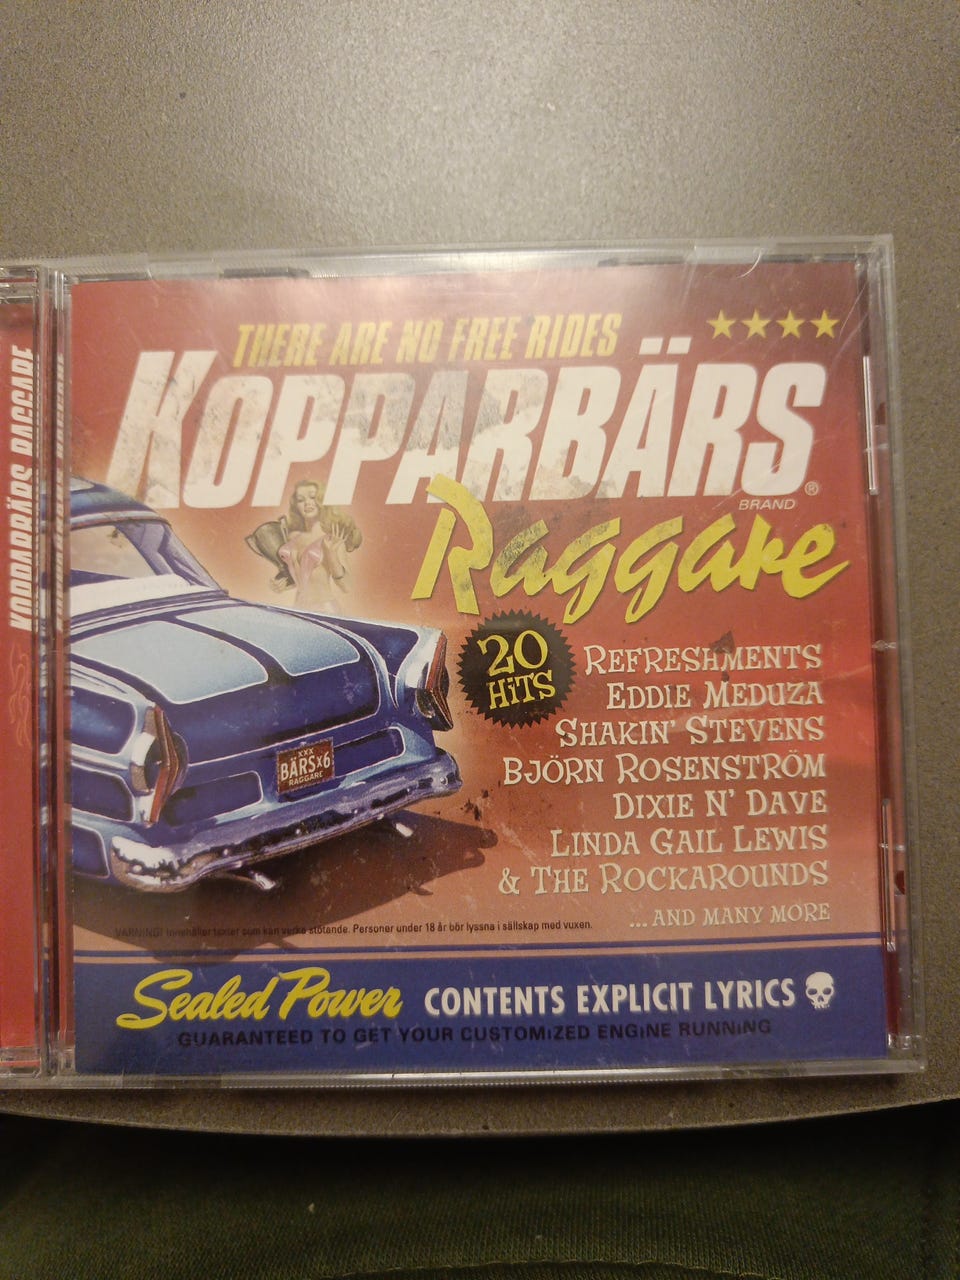 KOPPARBÄRS RAGGARE
THERE ARE NO FREE RIDES
KOPPARBÄRS®
BRAND
Raggare
20
HiTS
REFRESHMENTS
EDDIE MEDUZA
SHAKIN' STEVENS
BJÖRN ROSENSTRÖM
DIXIE N' DAVE
LINDA GAIL LEWIS
& THE ROCKAROUNDS
...AND MANY MORE
XXX
BÄRSX6
RAGGARE
VARNING! Innehåller texter som kan verka stötande. Personer under 18 år bör lyssna i sällskap med vuxen.
Sealed Power CONTENTS EXPLICIT LYRICS
GUARANTEED TO GET YOUR CUSTOMIZED ENGINE RUNNING